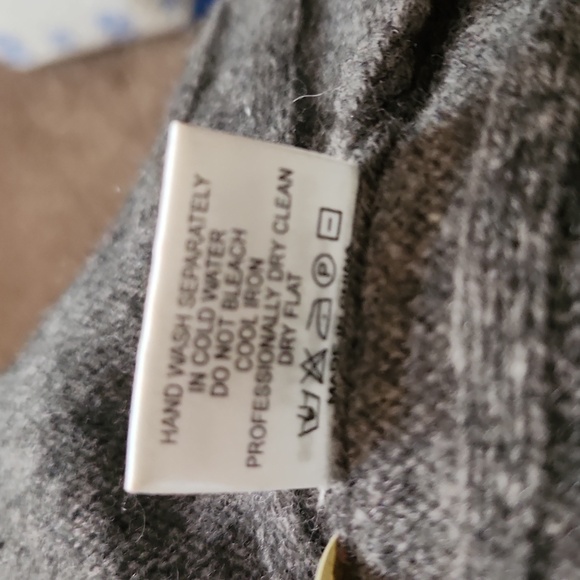 HAND WASH SEPARATELY
IN COLD WATER
DO NOT BLEACH
COOL IRON
PROFESSIONALLY DRY CLEAN
DRY FLAT
P